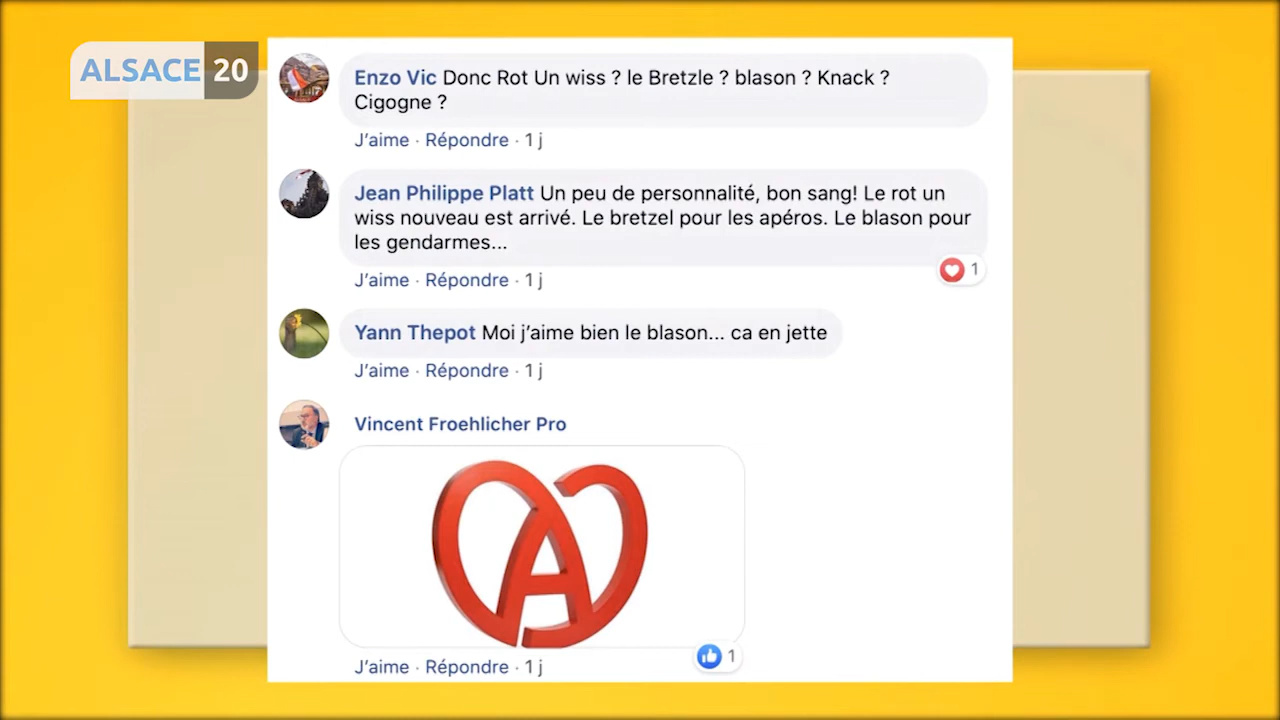 ALSACE 20
Enzo Vic Donc Rot Un wiss ? le Bretzle ? blason ? Knack ?
Cigogne ?
J’aime · Répondre · 1 j
Jean Philippe Platt Un peu de personnalité, bon sang! Le rot un
wiss nouveau est arrivé. Le bretzel pour les apéros. Le blason pour
les gendarmes...
1
J’aime · Répondre · 1 j
Yann Thepot Moi j’aime bien le blason... ca en jette
J’aime · Répondre · 1 j
Vincent Froehlicher Pro
A
1
J’aime · Répondre · 1 j